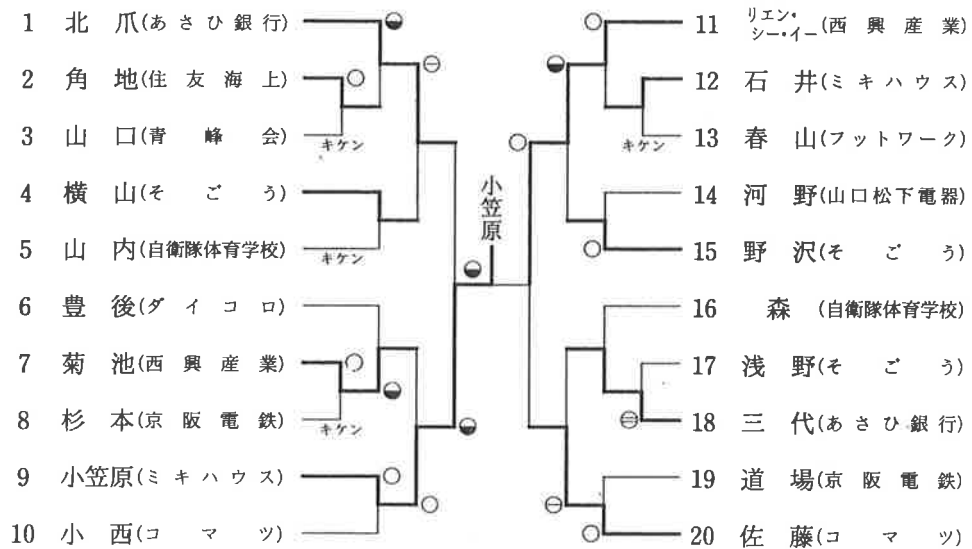 1 北爪(あさひ銀行)
2 角地(住友海上)
3 山口(青峰会)
キケン
4 横山(そごう)
5 山内(自衛隊体育学校)
キケン
6 豊後(ダイコロ)
7 菊池(西興産業)
8 杉本(京阪電鉄)
キケン
9 小笠原(ミキハウス)
10 小西(コマツ)
小笠原
11 リエン・シー・イー(西興産業)
12 石井(ミキハウス)
13 春山(フットワーク)
キケン
14 河野(山口松下電器)
15 野沢(そごう)
16 森(自衛隊体育学校)
17 浅野(そごう)
18 三代(あさひ銀行)
19 道場(京阪電鉄)
20 佐藤(コマツ)